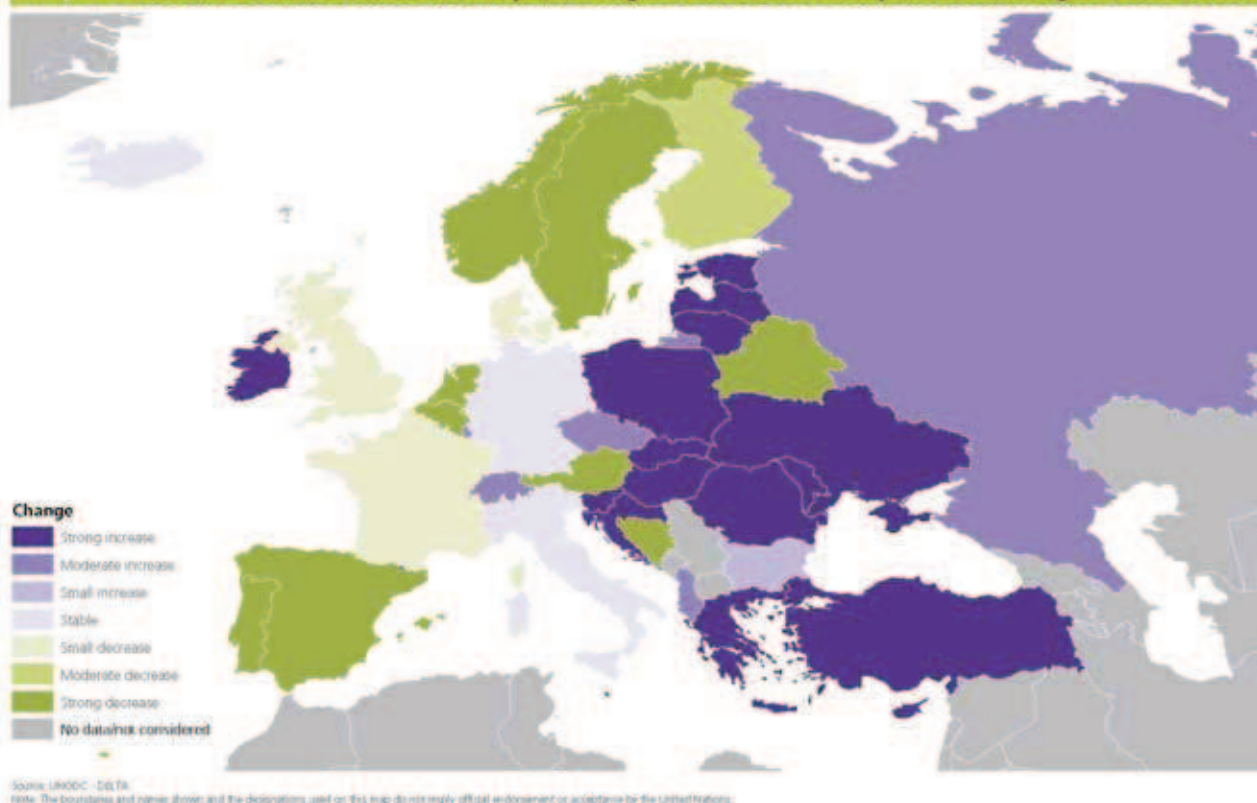 Change
Strong increase
Moderate increase
Small increase
Stable
Small decrease
Moderate decrease
Strong decrease
No data/not considered
Source: UNODC - DELTA
Note: The boundaries and names shown and the designations used on this map do not imply official endorsement or acceptance by the United Nations.